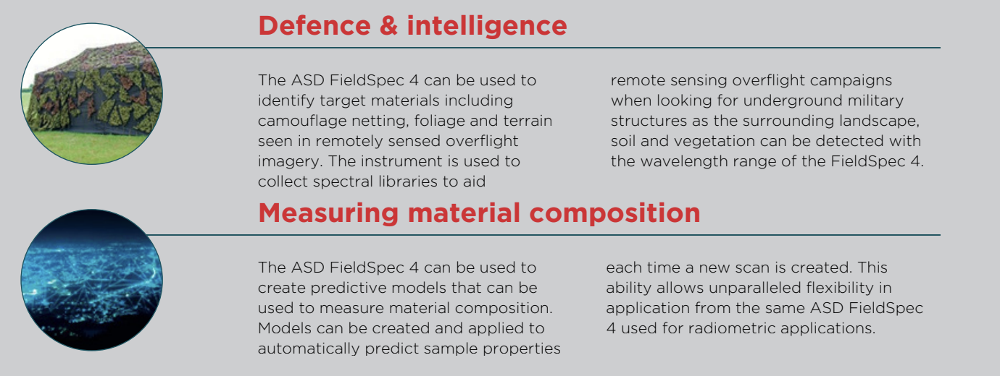 Defence & intelligence
The ASD FieldSpec 4 can be used to
identify target materials including
camouflage netting, foliage and terrain
seen in remotely sensed overflight
imagery. The instrument is used to
collect spectral libraries to aid
remote sensing overflight campaigns
when looking for underground military
structures as the surrounding landscape,
soil and vegetation can be detected with
the wavelength range of the FieldSpec 4.
Measuring material composition
The ASD FieldSpec 4 can be used to
create predictive models that can be
used to measure material composition.
Models can be created and applied to
automatically predict sample properties
each time a new scan is created. This
ability allows unparalleled flexibility in
application from the same ASD FieldSpec
4 used for radiometric applications.